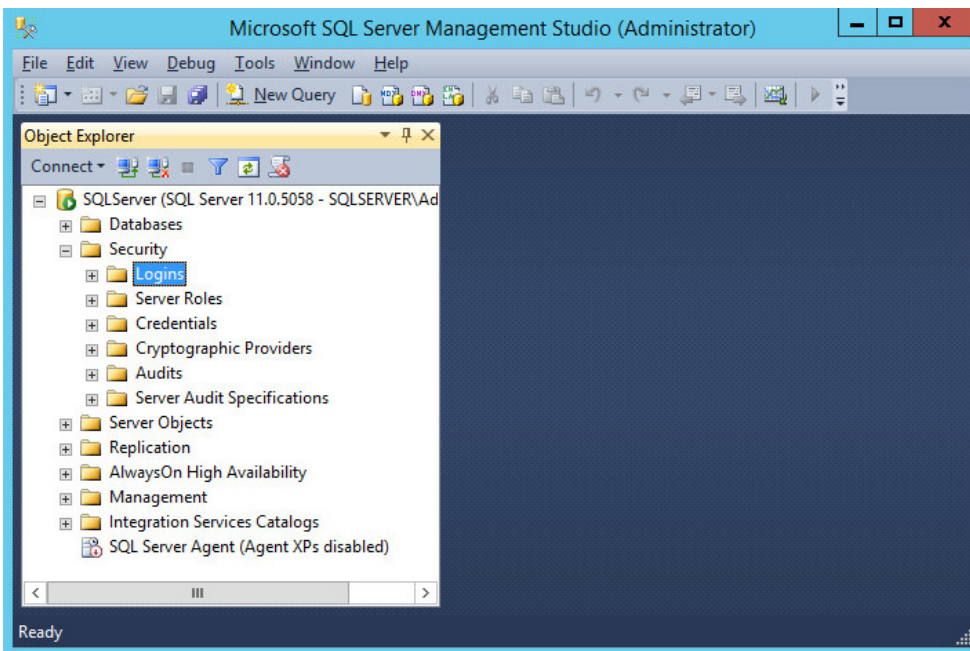 Microsoft SQL Server Management Studio (Administrator)
File Edit View Debug Tools Window Help
New Query
Object Explorer
Connect
SQLServer (SQL Server 11.0.5058 - SQLSERVER\Ad
Databases
Security
Logins
Server Roles
Credentials
Cryptographic Providers
Audits
Server Audit Specifications
Server Objects
Replication
AlwaysOn High Availability
Management
Integration Services Catalogs
SQL Server Agent (Agent XPs disabled)
Ready